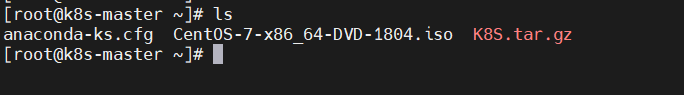 [root@k8s-master ~]# ls
anaconda-ks.cfg  CentOS-7-x86_64-DVD-1804.iso  K8S.tar.gz
[root@k8s-master ~]#